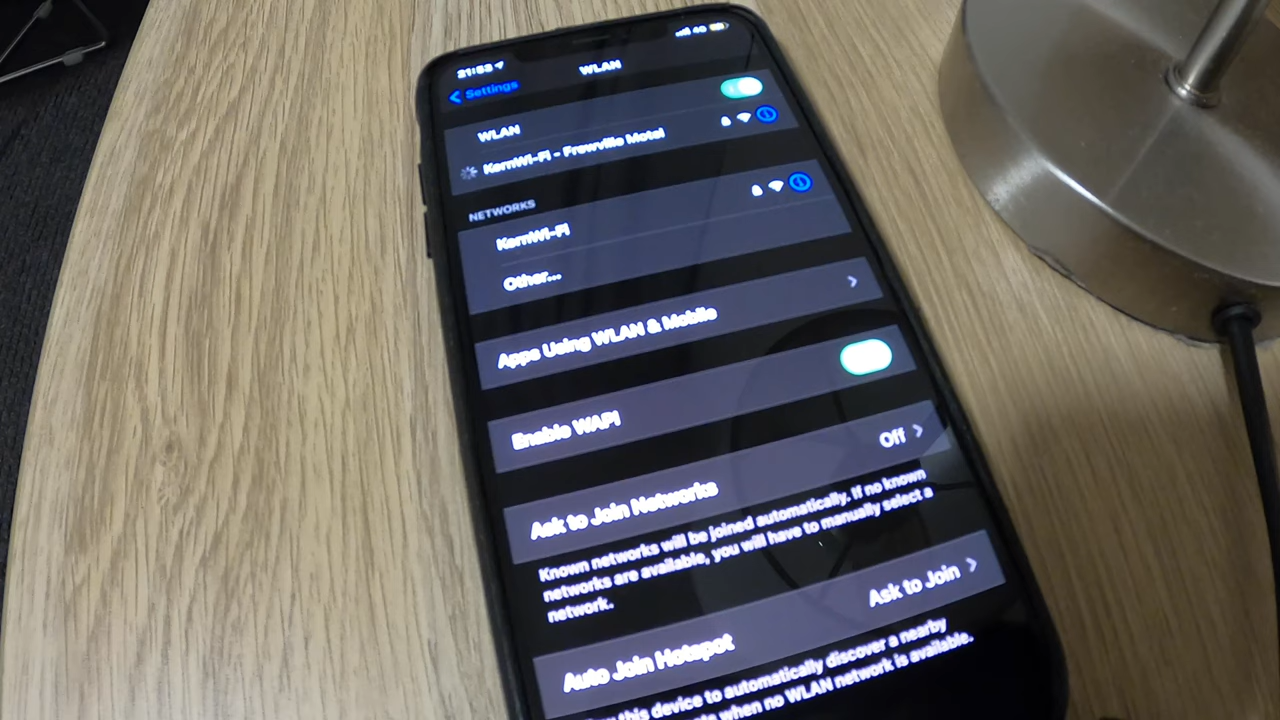 21:53
4G
WLAN
Settings
WLAN
KernWi-Fi - Frewville Motel
NETWORKS
KernWi-Fi
Other...
Apps Using WLAN & Mobile
Enable WAPI
Ask to Join Networks Off
Known networks will be joined automatically. If no known
networks are available, you will have to manually select a
network.
Auto Join Hotspot Ask to Join
this device to automatically discover a nearby
when no WLAN network is available.